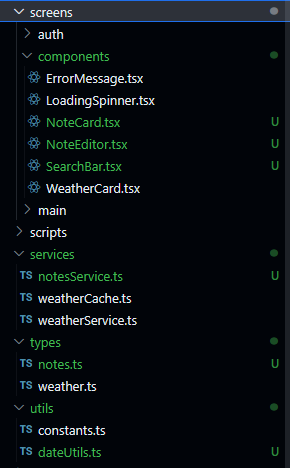 screens
auth
components
ErrorMessage.tsx
LoadingSpinner.tsx
NoteCard.tsx U
NoteEditor.tsx U
SearchBar.tsx U
WeatherCard.tsx
main
scripts
services
TS notesService.ts U
TS weatherCache.ts
TS weatherService.ts
types
TS notes.ts U
TS weather.ts
utils
TS constants.ts
TS dateUtils.ts U